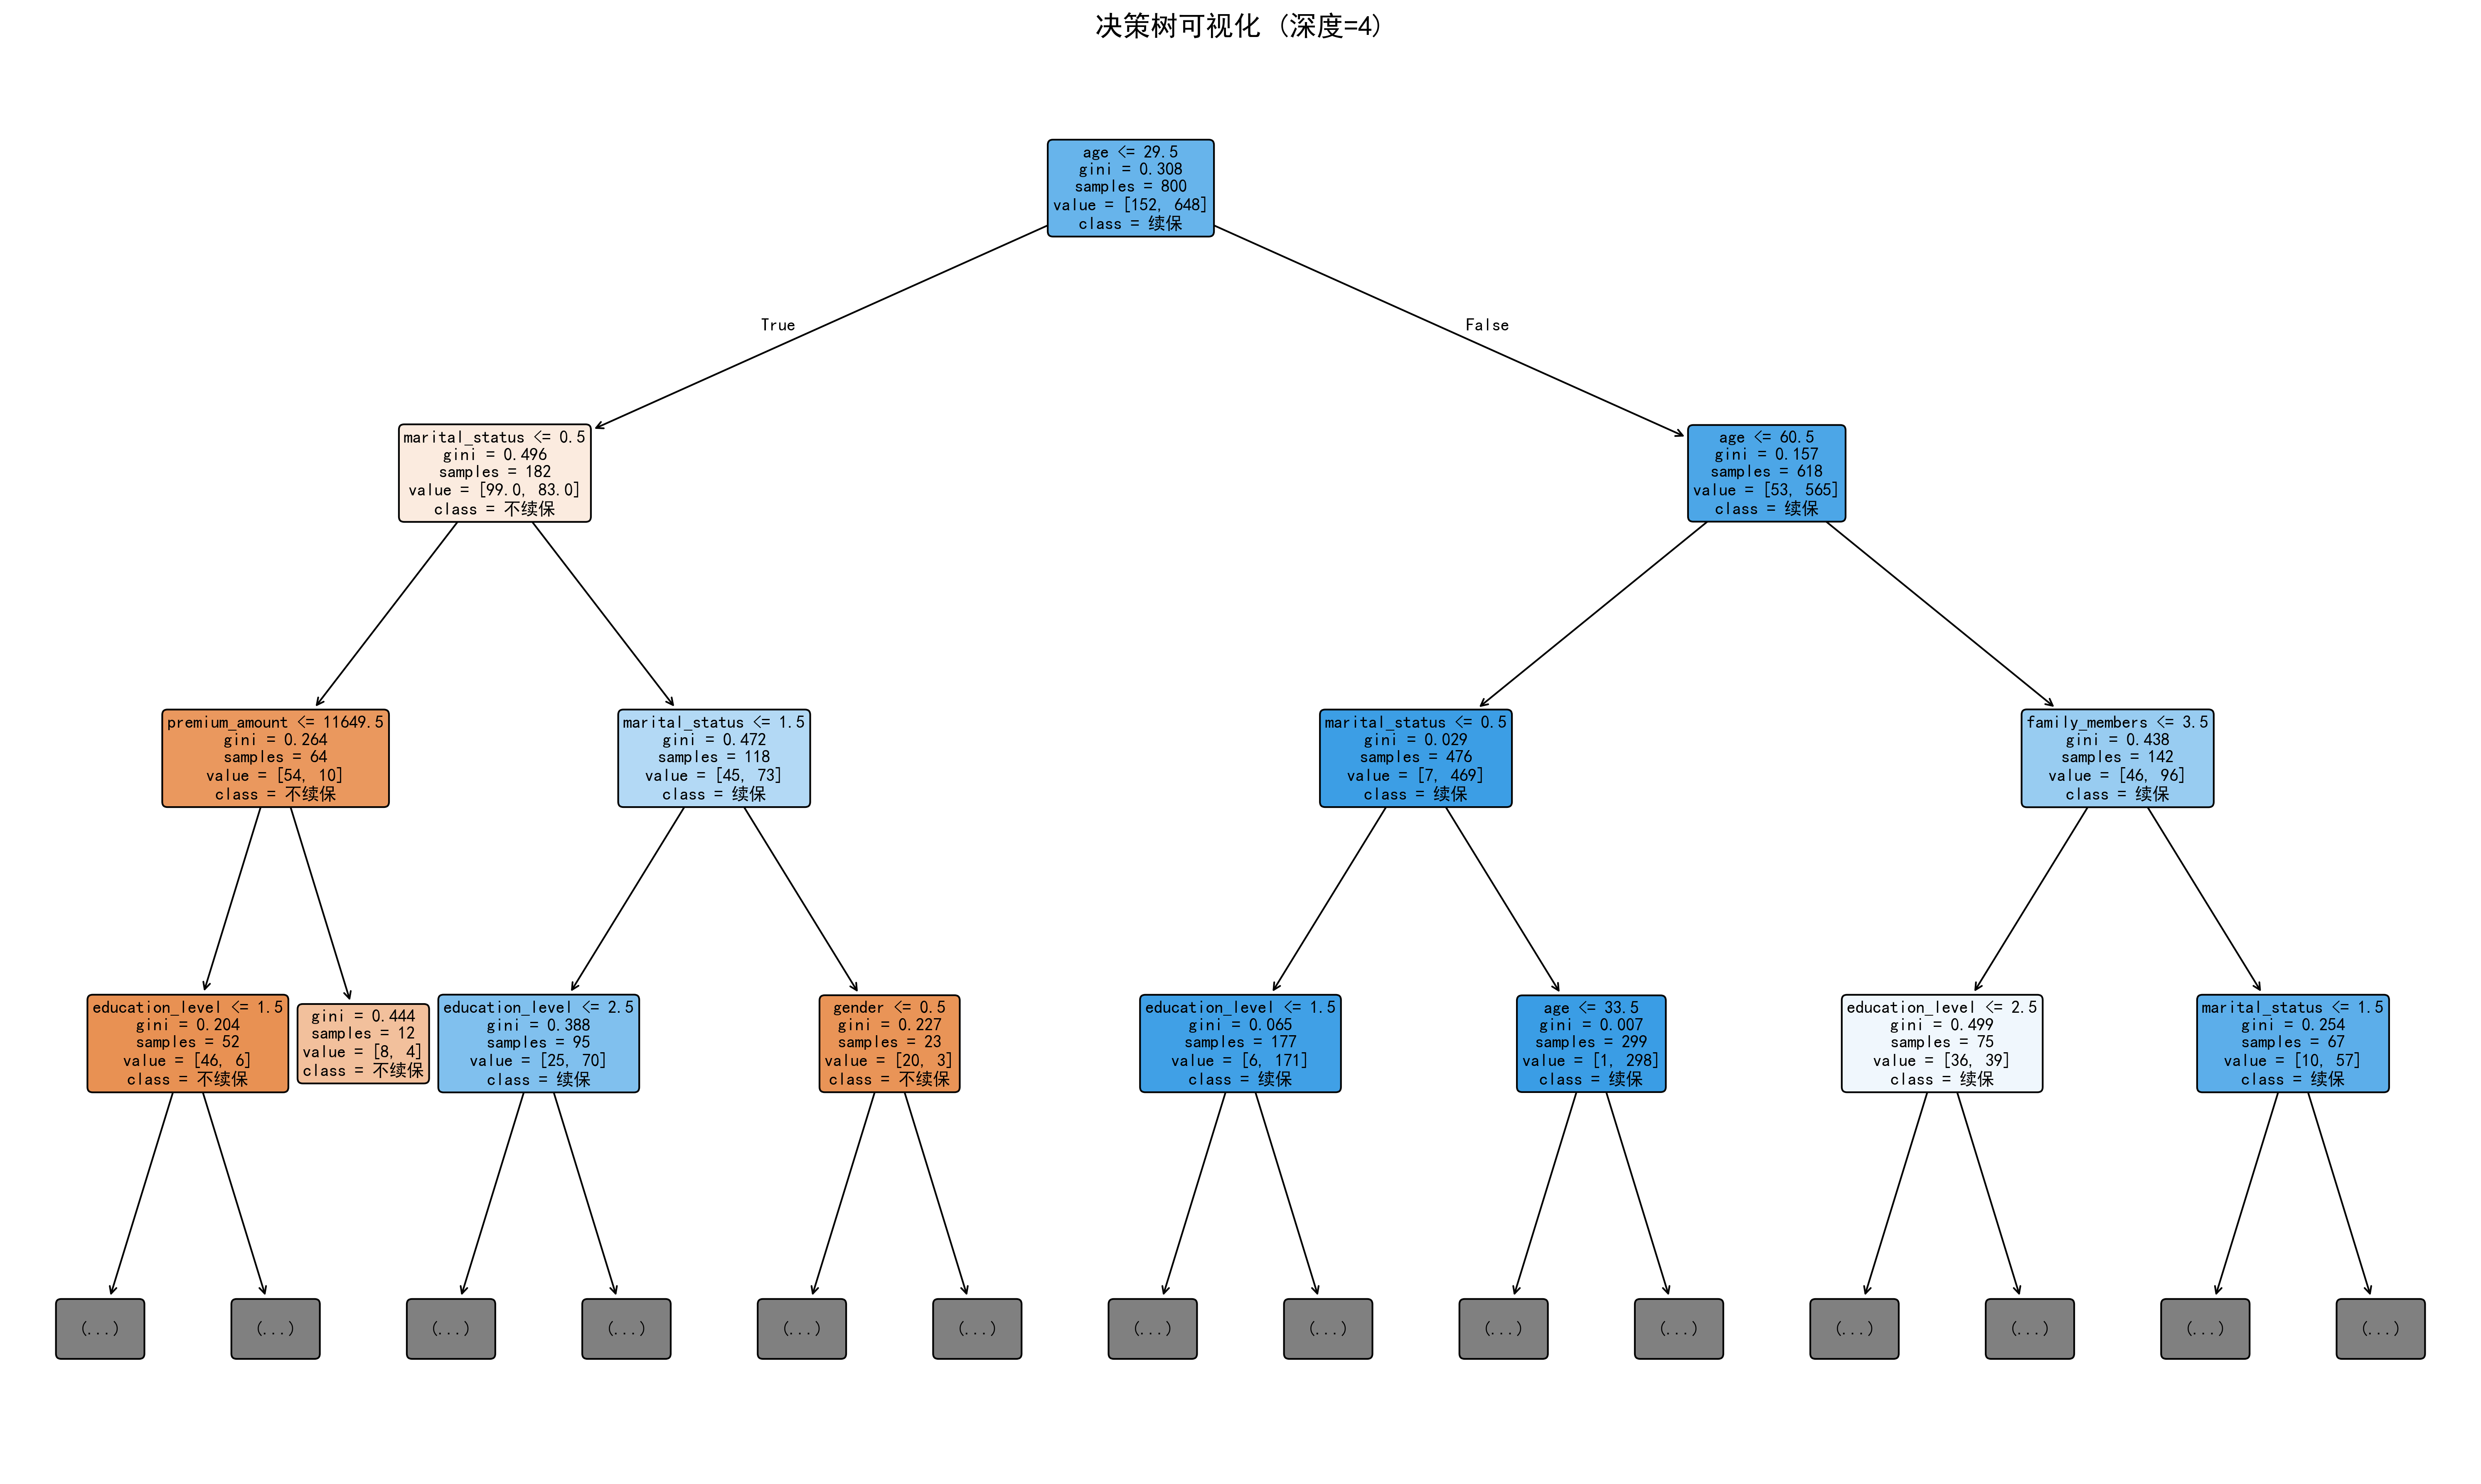 决策树可视化 (深度=4)
age <= 29.5
gini = 0.308
samples = 800
value = [152, 648]
class = 续保
True
False
marital_status <= 0.5
gini = 0.496
samples = 182
value = [99.0, 83.0]
class = 不续保
age <= 60.5
gini = 0.157
samples = 618
value = [53, 565]
class = 续保
premium_amount <= 11649.5
gini = 0.264
samples = 64
value = [54, 10]
class = 不续保
marital_status <= 1.5
gini = 0.472
samples = 118
value = [45, 73]
class = 续保
marital_status <= 0.5
gini = 0.029
samples = 476
value = [7, 469]
class = 续保
family_members <= 3.5
gini = 0.438
samples = 142
value = [46, 96]
class = 续保
education_level <= 1.5
gini = 0.204
samples = 52
value = [46, 6]
class = 不续保
gini = 0.444
samples = 12
value = [8, 4]
class = 不续保
education_level <= 2.5
gini = 0.388
samples = 95
value = [25, 70]
class = 续保
gender <= 0.5
gini = 0.227
samples = 23
value = [20, 3]
class = 不续保
education_level <= 1.5
gini = 0.065
samples = 177
value = [6, 171]
class = 续保
age <= 33.5
gini = 0.007
samples = 299
value = [1, 298]
class = 续保
education_level <= 2.5
gini = 0.499
samples = 75
value = [36, 39]
class = 续保
marital_status <= 1.5
gini = 0.254
samples = 67
value = [10, 57]
class = 续保
(...)
(...)
(...)
(...)
(...)
(...)
(...)
(...)
(...)
(...)
(...)
(...)
(...)
(...)